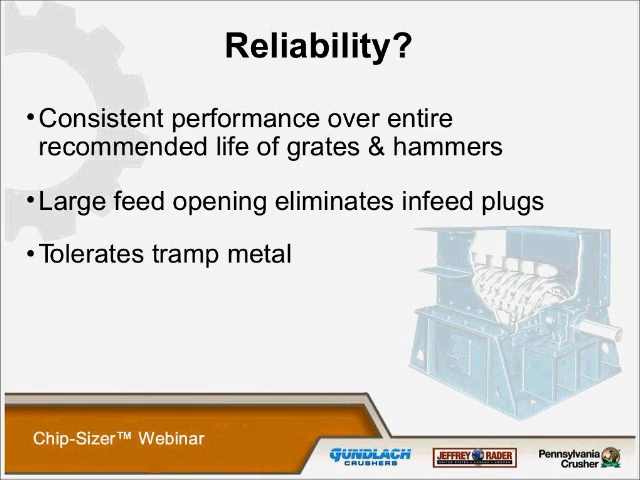 Reliability?
• Consistent performance over entire
recommended life of grates & hammers
• Large feed opening eliminates infeed plugs
• Tolerates tramp metal
Chip-Sizer™ Webinar
GUNDLACH
CRUSHERS
JEFFREY RADER
Pennsylvania
Crusher